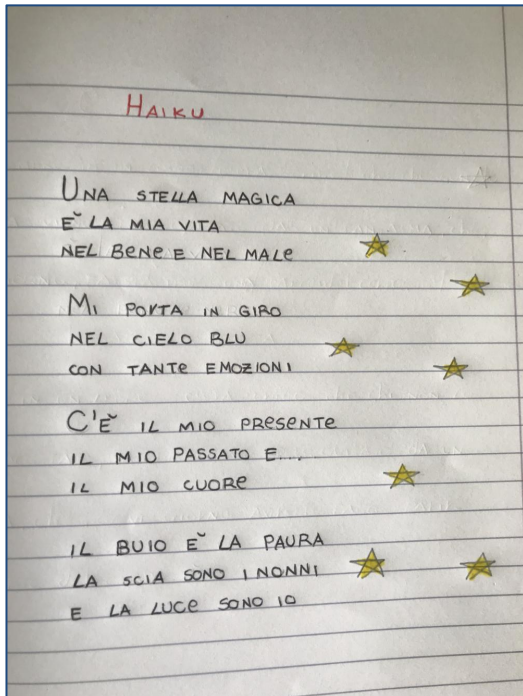 HAIKU
UNA STELLA MAGICA
E˘ LA MIA VITA
NEL BENE E NEL MALE
MI PORTA IN GIRO
NEL CIELO BLU
CON TANTE EMOZIONI
C'E˘ IL MIO PRESENTE
IL MIO PASSATO E...
IL MIO CUORE
IL BUIO E˘ LA PAURA
LA SCIA SONO I NONNI
E LA LUCE SONO IO